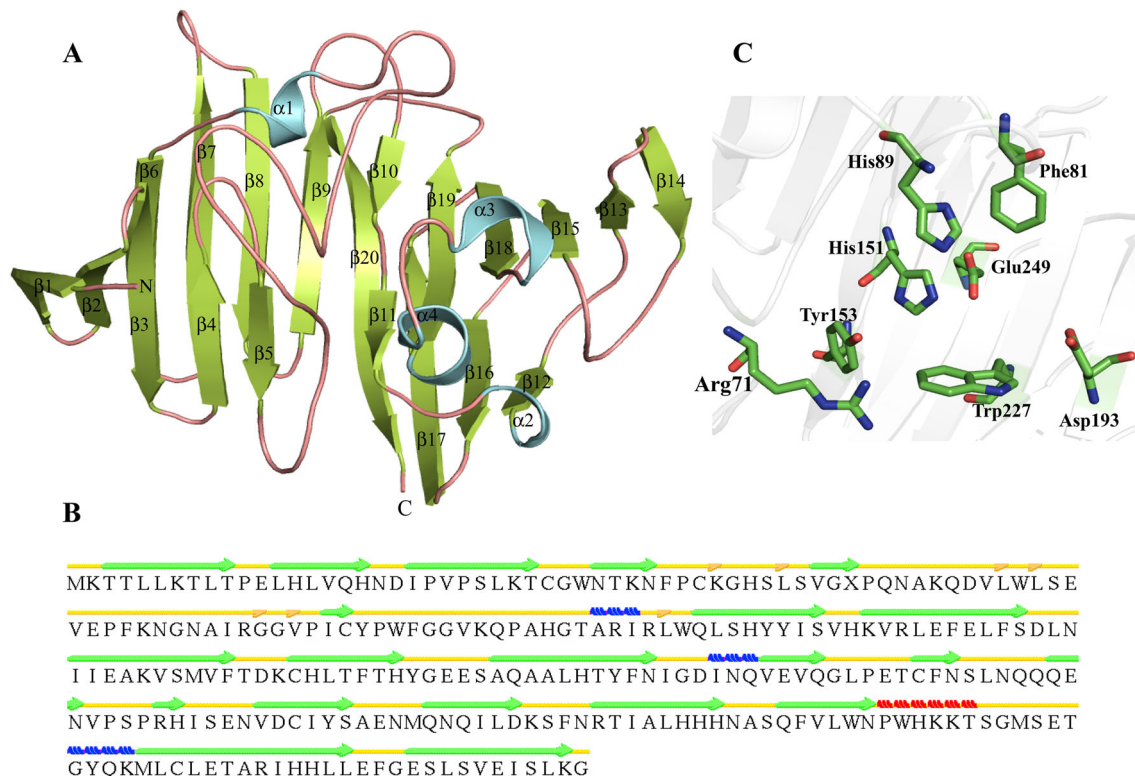 A
α1
β7
β6
β8
β9
β10
β19
α3
β14
β13
β15
β18
β20
β1
β2
N
β3
β4
β5
β11
α4
β16
β12
α2
β17
C
C
His89
Phe81
His151
Glu249
Tyr153
Arg71
Trp227
Asp193
B
MKTTLLKTLTPELHLVQHNDIPVPSLKTCGWNTKNFPCKGHSLSVGXPQNAKQDVLWLSE
VEPFKNGNAIRGGVPICYPWFGGVKQPAHGTARIRLWQLSHYYISVHKVRLEFELFSDLN
IIEAKVSMVFTDKCHLTFTHYGEESAQAALHTYFNIGDINQVEVQGLPETCFNSLNQQQE
NVPSPRHISENVDCIYSAENMQNQILDKSFNRTIALHHHNASQFVLWNPWHKKTSGMSET
GYQKMLCLETARIHHLLEFGESLSVEISLKG